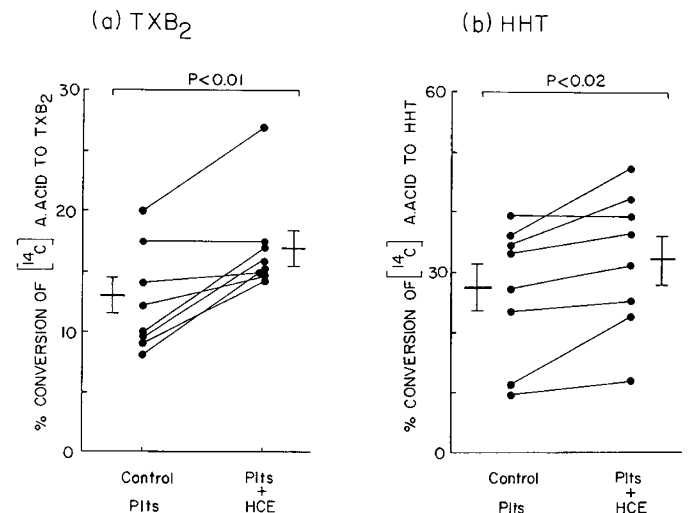 (a) TXB₂
P<0.01
% CONVERSION OF [¹⁴C] A.ACID TO TXB₂
30
20
10
0
Control
Plts
Plts
+
HCE
(b) HHT
P<0.02
% CONVERSION OF [¹⁴C] A.ACID TO HHT
60
30
0
Control
Plts
Plts
+
HCE